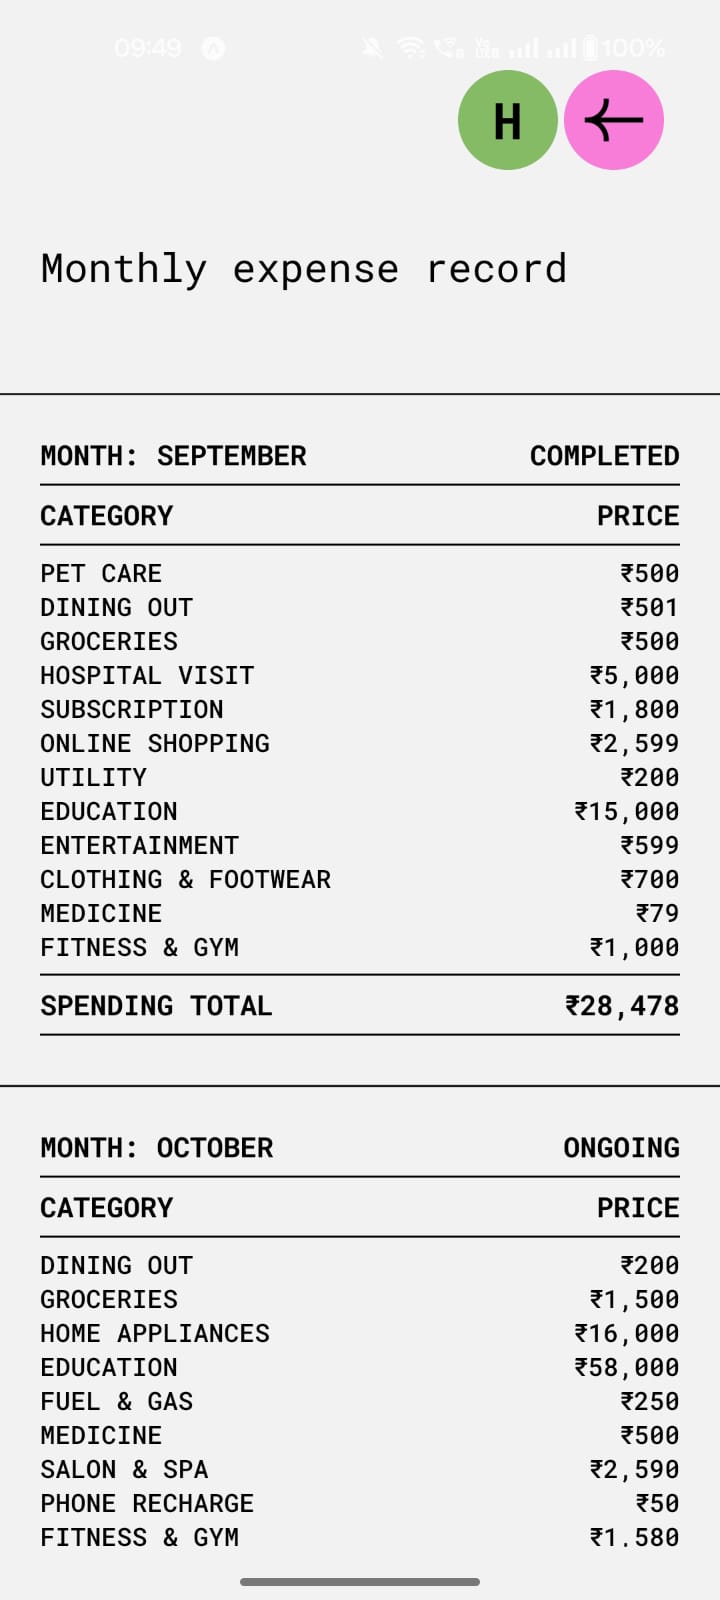 09:49 100%
H
Monthly expense record
MONTH: SEPTEMBER COMPLETED
CATEGORY PRICE
PET CARE ₹500
DINING OUT ₹501
GROCERIES ₹500
HOSPITAL VISIT ₹5,000
SUBSCRIPTION ₹1,800
ONLINE SHOPPING ₹2,599
UTILITY ₹200
EDUCATION ₹15,000
ENTERTAINMENT ₹599
CLOTHING & FOOTWEAR ₹700
MEDICINE ₹79
FITNESS & GYM ₹1,000
SPENDING TOTAL ₹28,478
MONTH: OCTOBER ONGOING
CATEGORY PRICE
DINING OUT ₹200
GROCERIES ₹1,500
HOME APPLIANCES ₹16,000
EDUCATION ₹58,000
FUEL & GAS ₹250
MEDICINE ₹500
SALON & SPA ₹2,590
PHONE RECHARGE ₹50
FITNESS & GYM ₹1,580